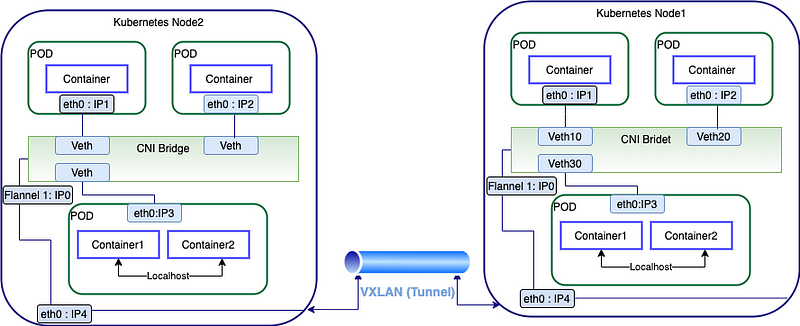 Kubernetes Node2
POD
Container
eth0 : IP1
POD
Container
eth0 : IP2
Veth
CNI Bridge
Veth
Veth
Flannel 1: IP0
eth0:IP3
POD
Container1
Container2
Localhost
eth0 : IP4
VXLAN (Tunnel)
Kubernetes Node1
POD
Container
eth0 : IP1
POD
Container
eth0 : IP2
Veth10
CNI Bridet
Veth20
Veth30
Flannel 1: IP0
eth0:IP3
POD
Container1
Container2
Localhost
eth0 : IP4